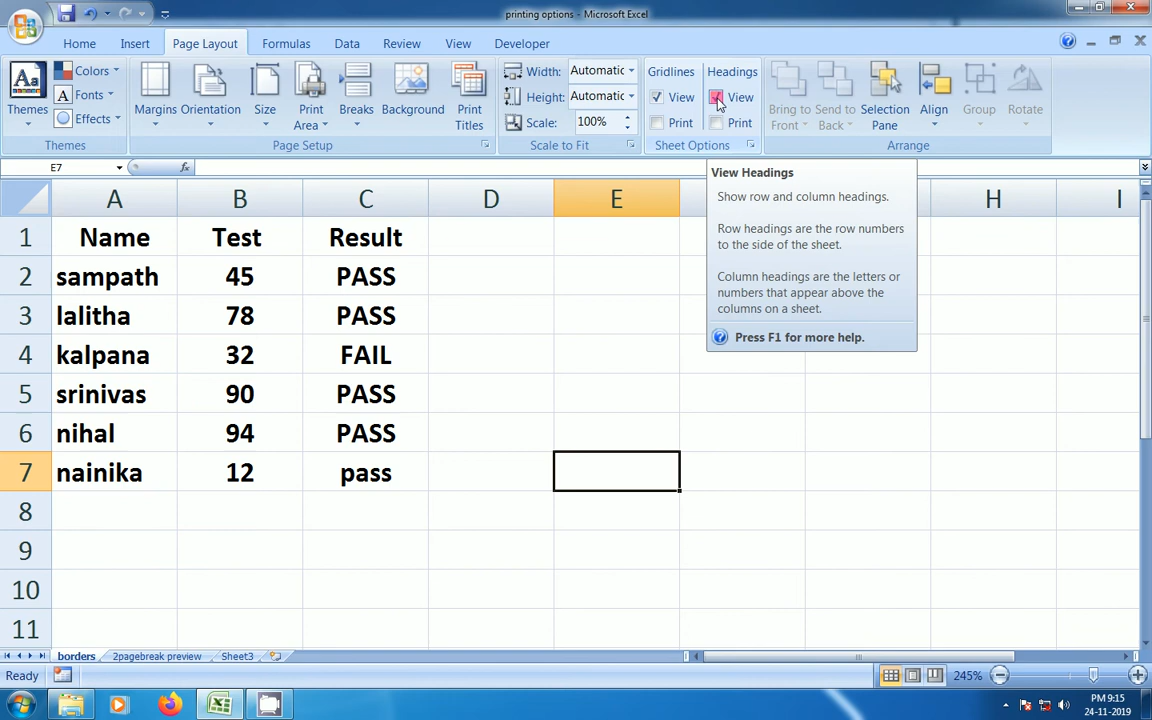 printing options - Microsoft Excel
Home Insert Page Layout Formulas Data Review View Developer
Aa Themes Colors Fonts Effects Themes
Margins Orientation Size Print Area Breaks Background Print Titles Page Setup
Width: Automatic
Height: Automatic
Scale: 100%
Scale to Fit
Gridlines Headings
View View
Print Print
Sheet Options
Bring to Front Send to Back Selection Pane Align Group Rotate
Arrange
E7 fx
View Headings
Show row and column headings.
Row headings are the row numbers
to the side of the sheet.
Column headings are the letters or
numbers that appear above the
columns on a sheet.
Press F1 for more help.
A B C D E H I
1 Name Test Result
2 sampath 45 PASS
3 lalitha 78 PASS
4 kalpana 32 FAIL
5 srinivas 90 PASS
6 nihal 94 PASS
7 nainika 12 pass
8
9
10
11
borders 2pagebreak preview Sheet3
Ready 245%
PM 9:15
24-11-2019